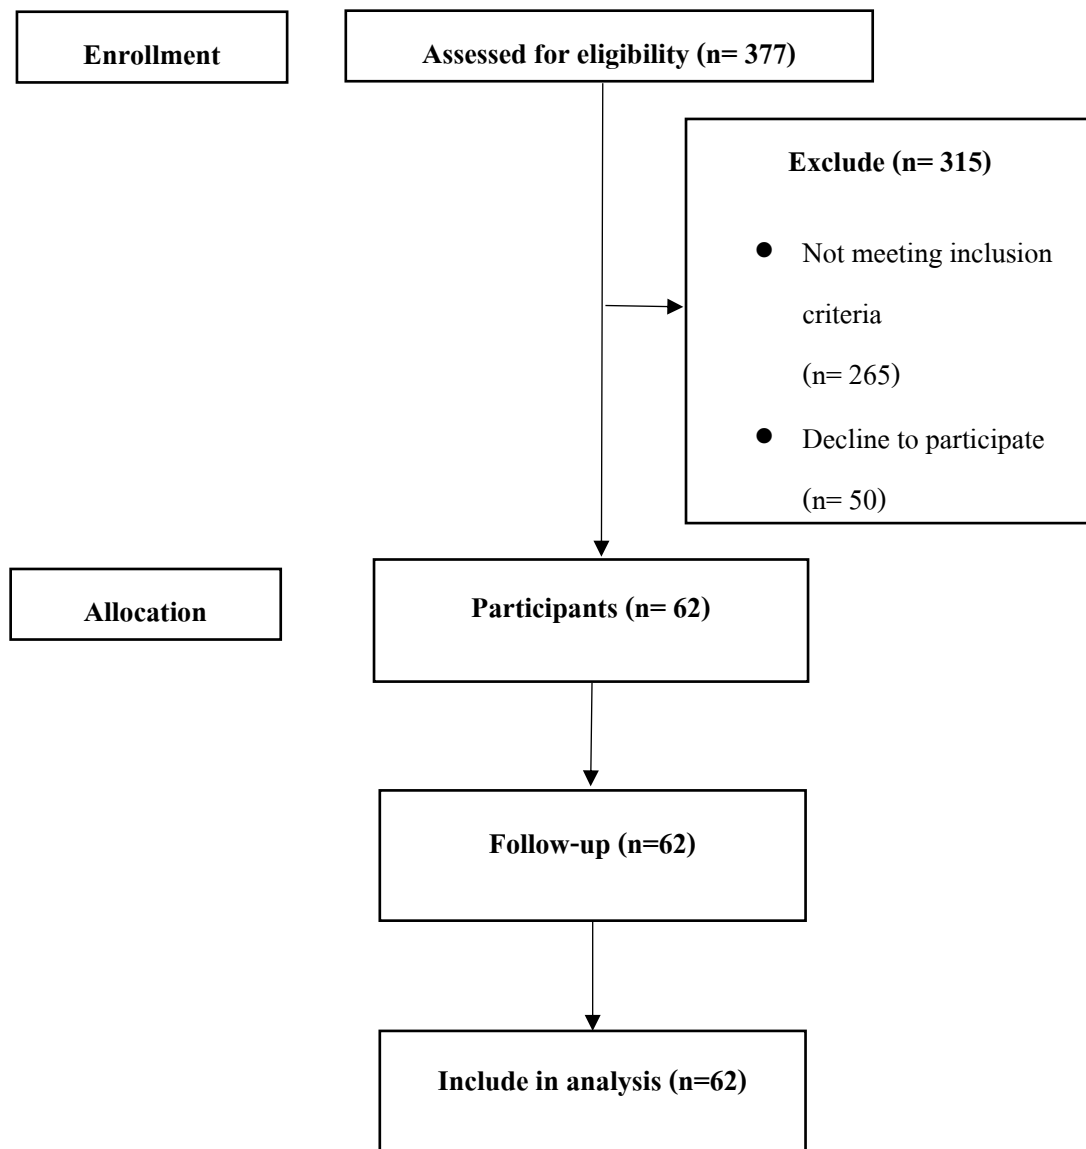 Enrollment
Assessed for eligibility (n= 377)
Exclude (n= 315)
● Not meeting inclusion
criteria
(n= 265)
● Decline to participate
(n= 50)
Allocation
Participants (n= 62)
Follow-up (n=62)
Include in analysis (n=62)